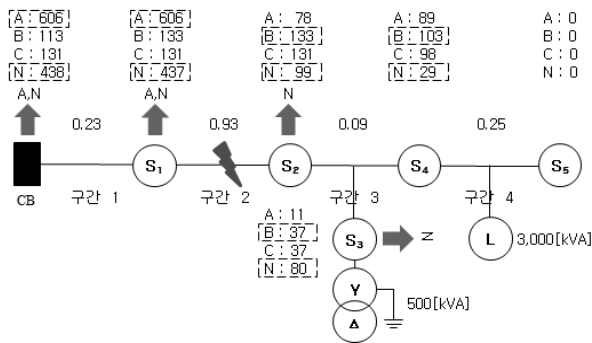 A : 606
B : 113
C : 131
N : 438
A,N
A : 606
B : 133
C : 131
N : 437
A,N
A : 78
B : 133
C : 131
N : 99
N
A : 89
B : 103
C : 98
N : 29
A : 0
B : 0
C : 0
N : 0
0.23
0.93
0.09
0.25
S₁
S₂
S₄
S₅
CB
구간 1
구간 2
구간 3
구간 4
A : 11
B : 37
C : 37
N : 80
S₃
N
L
3,000[kVA]
Y
Δ
500[kVA]